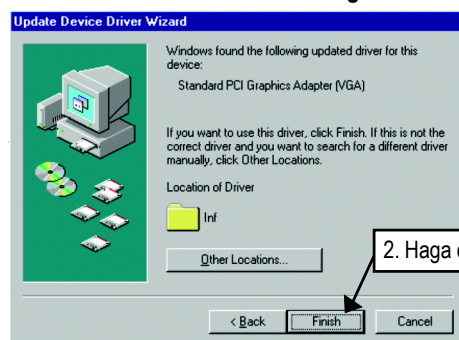 Update Device Driver Wizard
Windows found the following updated driver for this
device:
Standard PCI Graphics Adapter (VGA)
If you want to use this driver, click Finish. If this is not the
correct driver and you want to search for a different driver
manually, click Other Locations.
Location of Driver
Inf
Other Locations...
2. Haga
< Back
Finish
Cancel